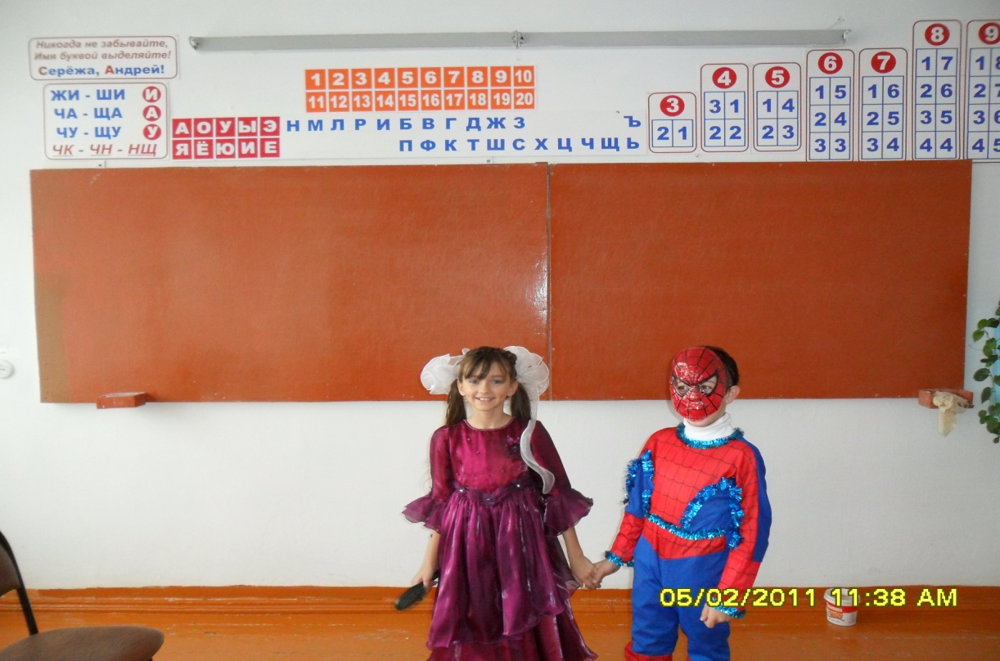 Никогда не забывайте,
Имя буквой выделяйте!
Серёжа, Андрей!
ЖИ - ШИ И
ЧА - ЩА А
ЧУ - ЩУ У
ЧК - ЧН - НЩ
А О У Ы Э
Я Ё Ю И Е
1 2 3 4 5 6 7 8 9 10
11 12 13 14 15 16 17 18 19 20
Н М Л Р Й Б В Г Д Ж З Ъ
П Ф К Т Ш С Х Ц Ч Щ Ь
3
2 1
4
3 1
2 2
5
1 4
2 3
6
1 5
2 4
3 3
7
1 6
2 5
3 4
8
1 7
2 6
3 5
4 4
9
1 8
2 7
3 6
4 5
05/02/2011 11:38 AM